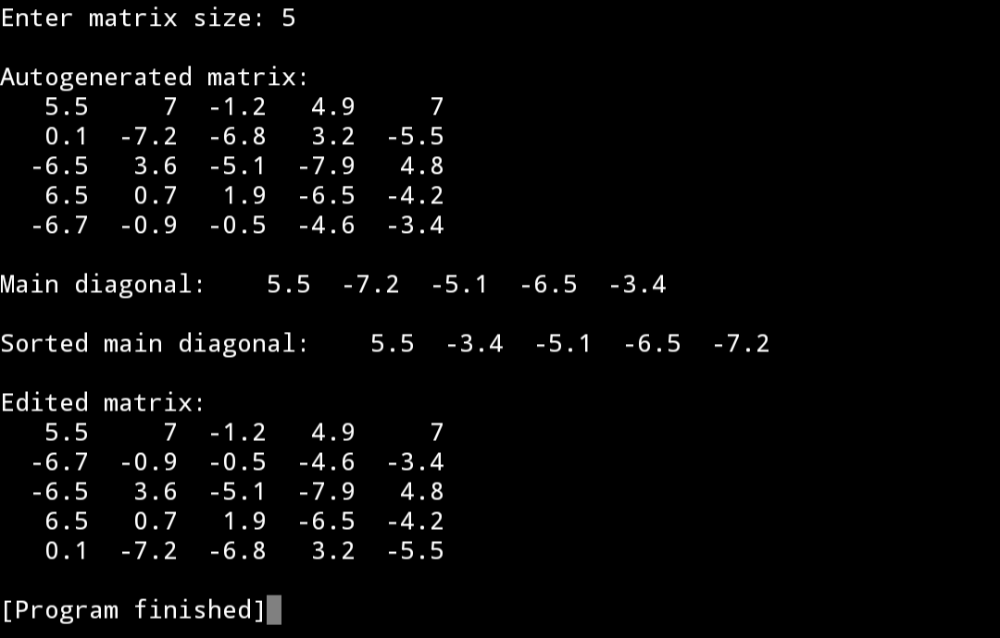 Enter matrix size: 5
Autogenerated matrix:
5.5 7 -1.2 4.9 7
0.1 -7.2 -6.8 3.2 -5.5
-6.5 3.6 -5.1 -7.9 4.8
6.5 0.7 1.9 -6.5 -4.2
-6.7 -0.9 -0.5 -4.6 -3.4
Main diagonal: 5.5 -7.2 -5.1 -6.5 -3.4
Sorted main diagonal: 5.5 -3.4 -5.1 -6.5 -7.2
Edited matrix:
5.5 7 -1.2 4.9 7
-6.7 -0.9 -0.5 -4.6 -3.4
-6.5 3.6 -5.1 -7.9 4.8
6.5 0.7 1.9 -6.5 -4.2
0.1 -7.2 -6.8 3.2 -5.5
[Program finished]